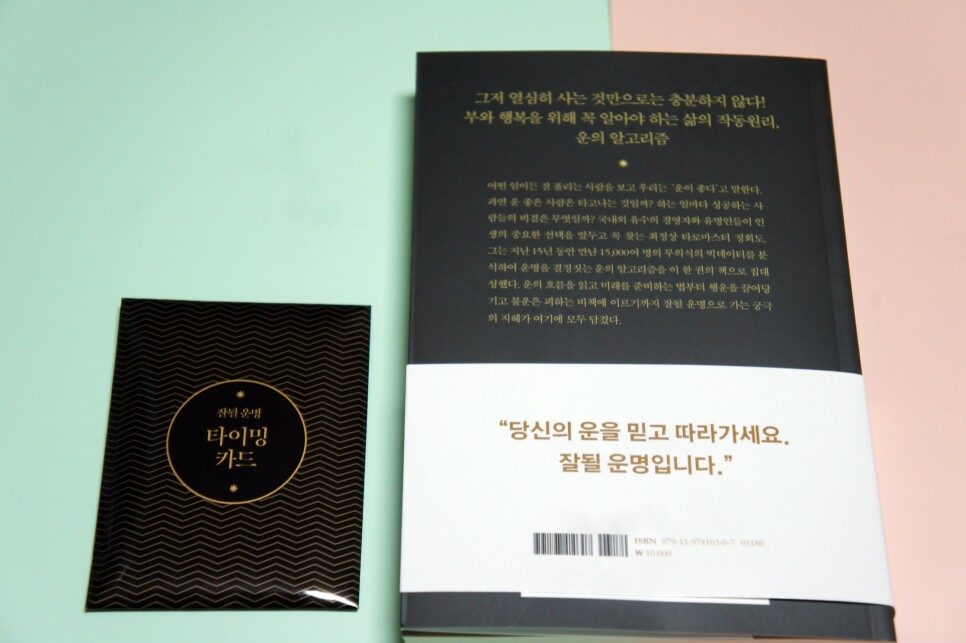 잘될 운명
타이밍
카드
그저 열심히 사는 것만으로는 충분하지 않다!
부와 행복을 위해 꼭 알아야 하는 삶의 작동원리,
운의 알고리즘
어떤 일이든 잘 풀리는 사람을 보고 우리는 ‘운이 좋다’고 말한다.
과연 운 좋은 사람은 타고나는 것일까? 하는 일마다 성공하는 사
람들의 비결은 무엇일까? 국내외 유수의 경영자와 유명인들이 인
생의 중요한 선택을 앞두고 꼭 찾는 최정상 타로마스터 정회도.
그는 지난 15년 동안 만난 15,000여 명의 무의식의 빅데이터를 분
석하여 운명을 결정짓는 운의 알고리즘을 이 한 권의 책으로 집대
성했다. 운의 흐름을 읽고 미래를 준비하는 법부터 행운을 끌어당
기고 불운은 피하는 비책에 이르기까지 잘될 운명으로 가는 궁극
의 지혜가 여기에 모두 담겼다.
“당신의 운을 믿고 따라가세요.
잘될 운명입니다.”
ISBN 979-11-974103-0-7 03180
₩ 16,000